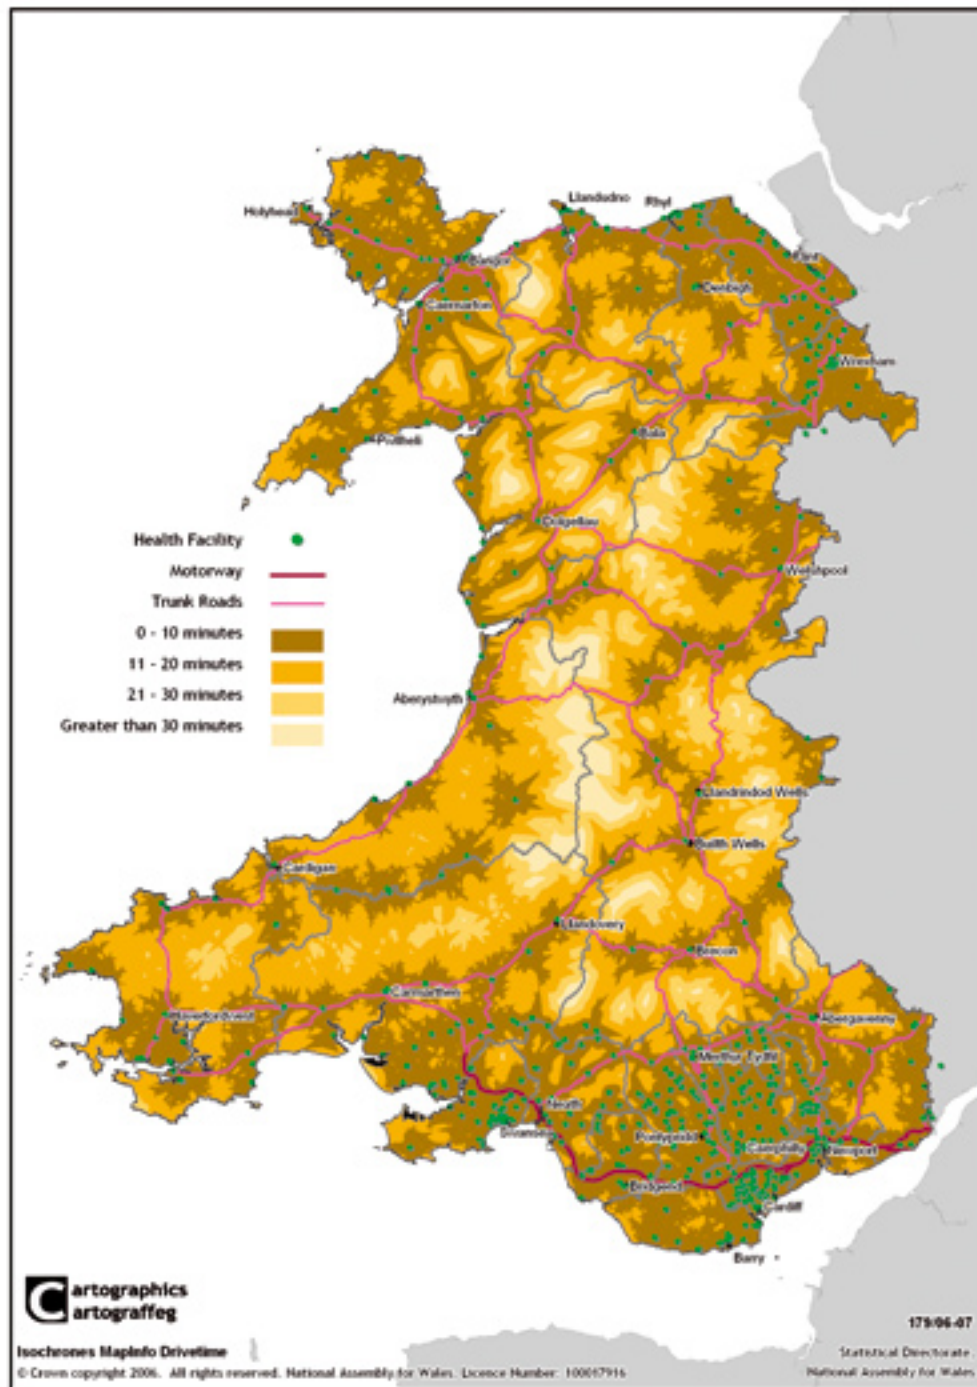 Llandudno
Rhyl
Holyhead
Bangor
Flint
Denbigh
Caernarfon
Wrexham
Bala
Pwllheli
Dolgellau
Health Facility
Welshpool
Motorway
Trunk Roads
0 - 10 minutes
11 - 20 minutes
21 - 30 minutes
Aberystwyth
Greater than 30 minutes
Llandrindod Wells
Builth Wells
Cardigan
Llandovery
Brecon
Carmarthen
Haverfordwest
Abergavenny
Merthyr Tydfil
Neath
Swansea
Pontypridd
Caerphilly
Newport
Bridgend
Cardiff
Barry
Cartographics
Cartograffeg
179/06-07
Isochrones MapInfo Drivetime
Statistical Directorate.
© Crown copyright 2006. All rights reserved. National Assembly for Wales. Licence Number: 100017916
National Assembly for Wales